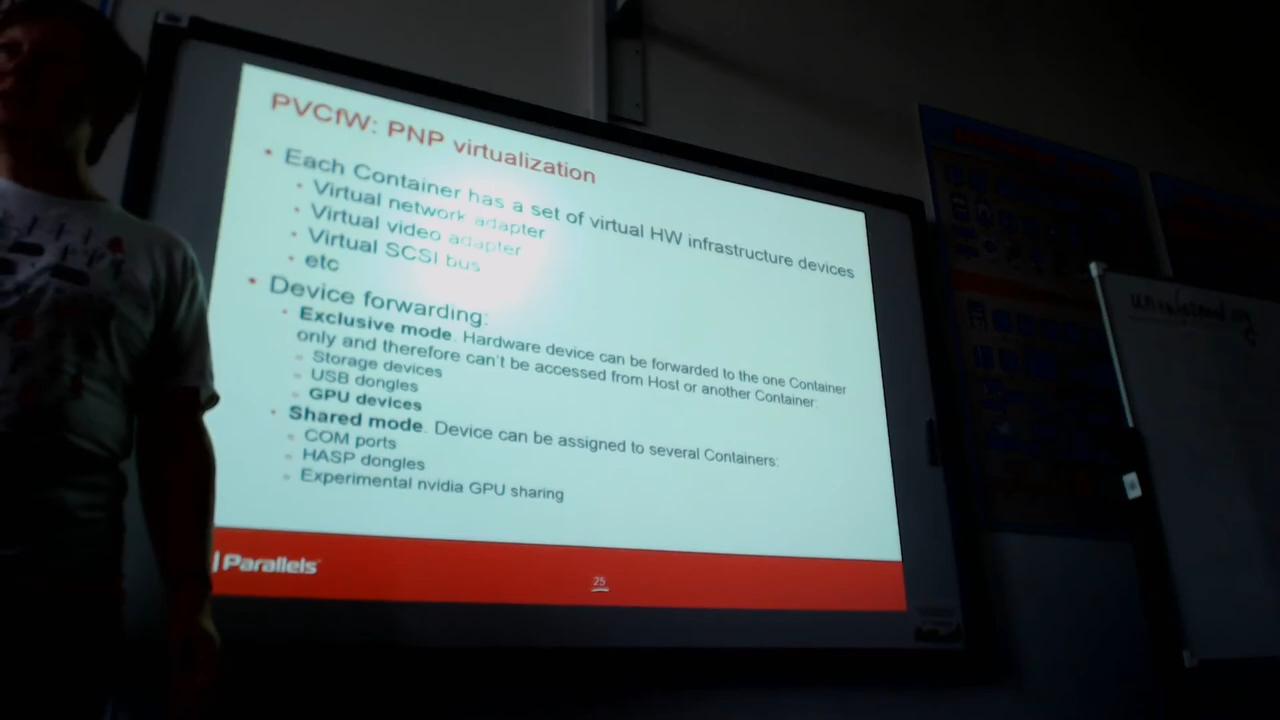 PVCfW: PNP virtualization
Each Container has a set of virtual HW infrastructure devices
Virtual network adapter
Virtual video adapter
Virtual SCSI bus
etc
Device forwarding:
Exclusive mode. Hardware device can be forwarded to the one Container
only and therefore can't be accessed from Host or another Container:
Storage devices
USB dongles
GPU devices
Shared mode. Device can be assigned to several Containers:
COM ports
HASP dongles
Experimental nvidia GPU sharing
Parallels
25